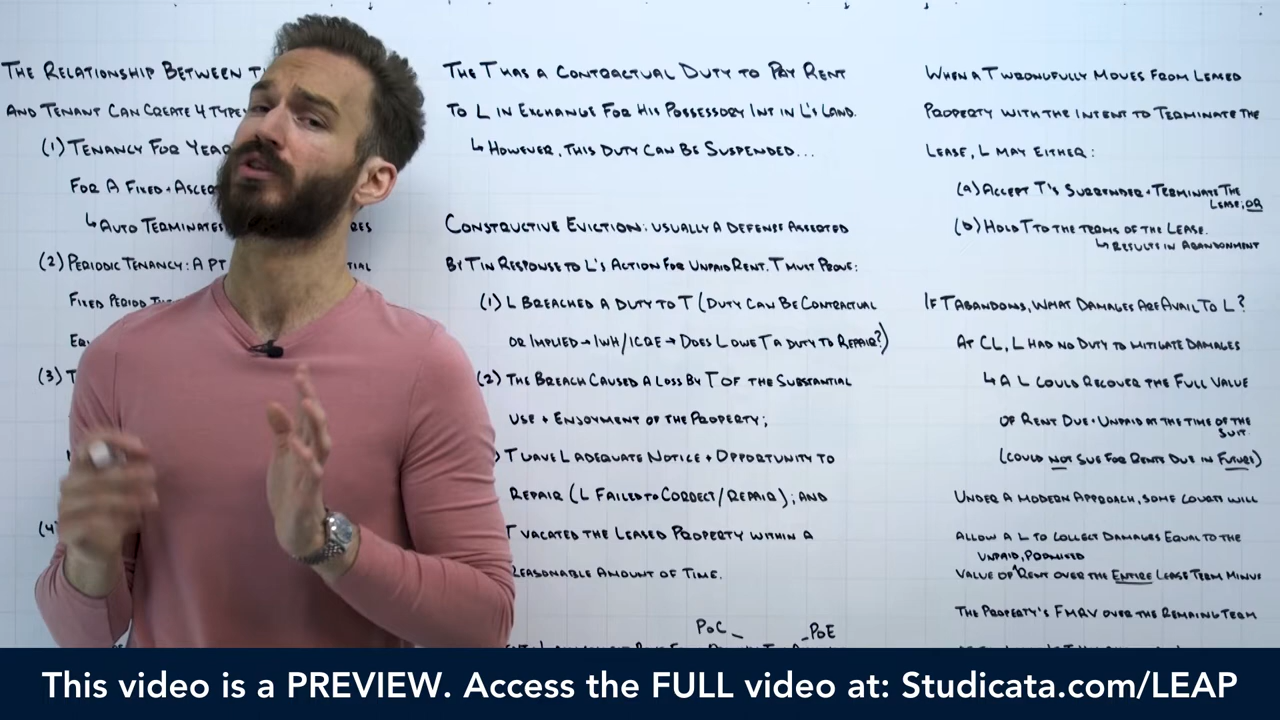 THE RELATIONSHIP BETWEEN T
AND TENANT CAN CREATE 4 TYPE
(1) TENANCY FOR YEAR
FOR A FIXED + ASCE
↳ AUTO TERMINATES
(2) PERIODIC TENANCY: A PT
TIAL
FIXED PERIOD
(3) T
(4)
THE T HAS A CONTRACTUAL DUTY TO PAY RENT
TO L IN EXCHANGE FOR HIS POSSESSORY INT IN L'S LAND.
↳ HOWEVER, THIS DUTY CAN BE SUSPENDED...
CONSTRUCTIVE EVICTION: USUALLY A DEFENSE ASSERTED
BY T IN RESPONSE TO L'S ACTION FOR UNPAID RENT. T MUST PROVE:
(1) L BREACHED A DUTY TO T (DUTY CAN BE CONTRACTUAL
OR IMPLIED → IWH/ICQE → DOES L OWE T A DUTY TO REPAIR?)
(2) THE BREACH CAUSED A LOSS BY T OF THE SUBSTANTIAL
USE + ENJOYMENT OF THE PROPERTY;
) T GAVE L ADEQUATE NOTICE + OPPORTUNITY TO
REPAIR (L FAILED TO CORRECT/REPAIR); AND
T VACATED THE LEASED PROPERTY WITHIN A
REASONABLE AMOUNT OF TIME.
POC POE
WHEN A T WRONGFULLY MOVES FROM LEASED
PROPERTY WITH THE INTENT TO TERMINATE THE
LEASE, L MAY EITHER:
(a) ACCEPT T'S SURRENDER + TERMINATE THE
LEASE, OR
(b) HOLD T TO THE TERMS OF THE LEASE.
↳ RESULTS IN ABANDONMENT
IF T ABANDONS, WHAT DAMAGES ARE AVAIL TO L?
AT CL, L HAD NO DUTY TO MITIGATE DAMAGES
↳ A L COULD RECOVER THE FULL VALUE
OF RENT DUE + UNPAID AT THE TIME OF THE
SUIT.
(COULD NOT SUE FOR RENTS DUE IN FUTURE)
UNDER A MODERN APPROACH, SOME COURTS WILL
ALLOW A L TO COLLECT DAMAGES EQUAL TO THE
UNPAID, PROMISED
VALUE OF RENT OVER THE ENTIRE LEASE TERM MINUS
THE PROPERTY'S FMRV OVER THE REMAINING TERM
This video is a PREVIEW. Access the FULL video at: Studicata.com/LEAP